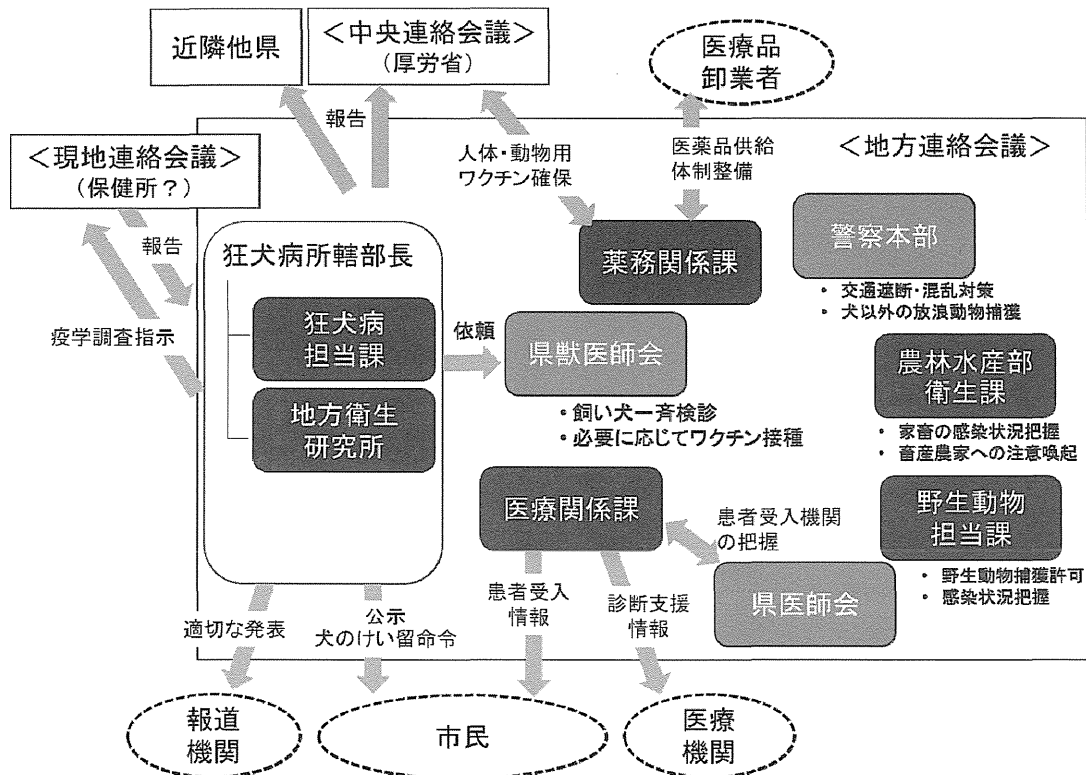 近隣他県
＜中央連絡会議＞
（厚労省）
医療品
卸業者
報告
＜現地連絡会議＞
（保健所？）
人体・動物用
ワクチン確保
医薬品供給
体制整備
＜地方連絡会議＞
報告
疫学調査指示
狂犬病所轄部長
狂犬病
担当課
地方衛生
研究所
依頼
薬務関係課
県獣医師会
・飼い犬一斉検診
・必要に応じてワクチン接種
警察本部
・交通遮断・混乱対策
・犬以外の放浪動物捕獲
農林水産部
衛生課
・家畜の感染状況把握
・畜産農家への注意喚起
医療関係課
患者受入機関
の把握
県医師会
野生動物
担当課
・野生動物捕獲許可
・感染状況把握
適切な発表
公示
犬のけい留命令
患者受入
情報
診断支援
情報
報道
機関
市民
医療
機関